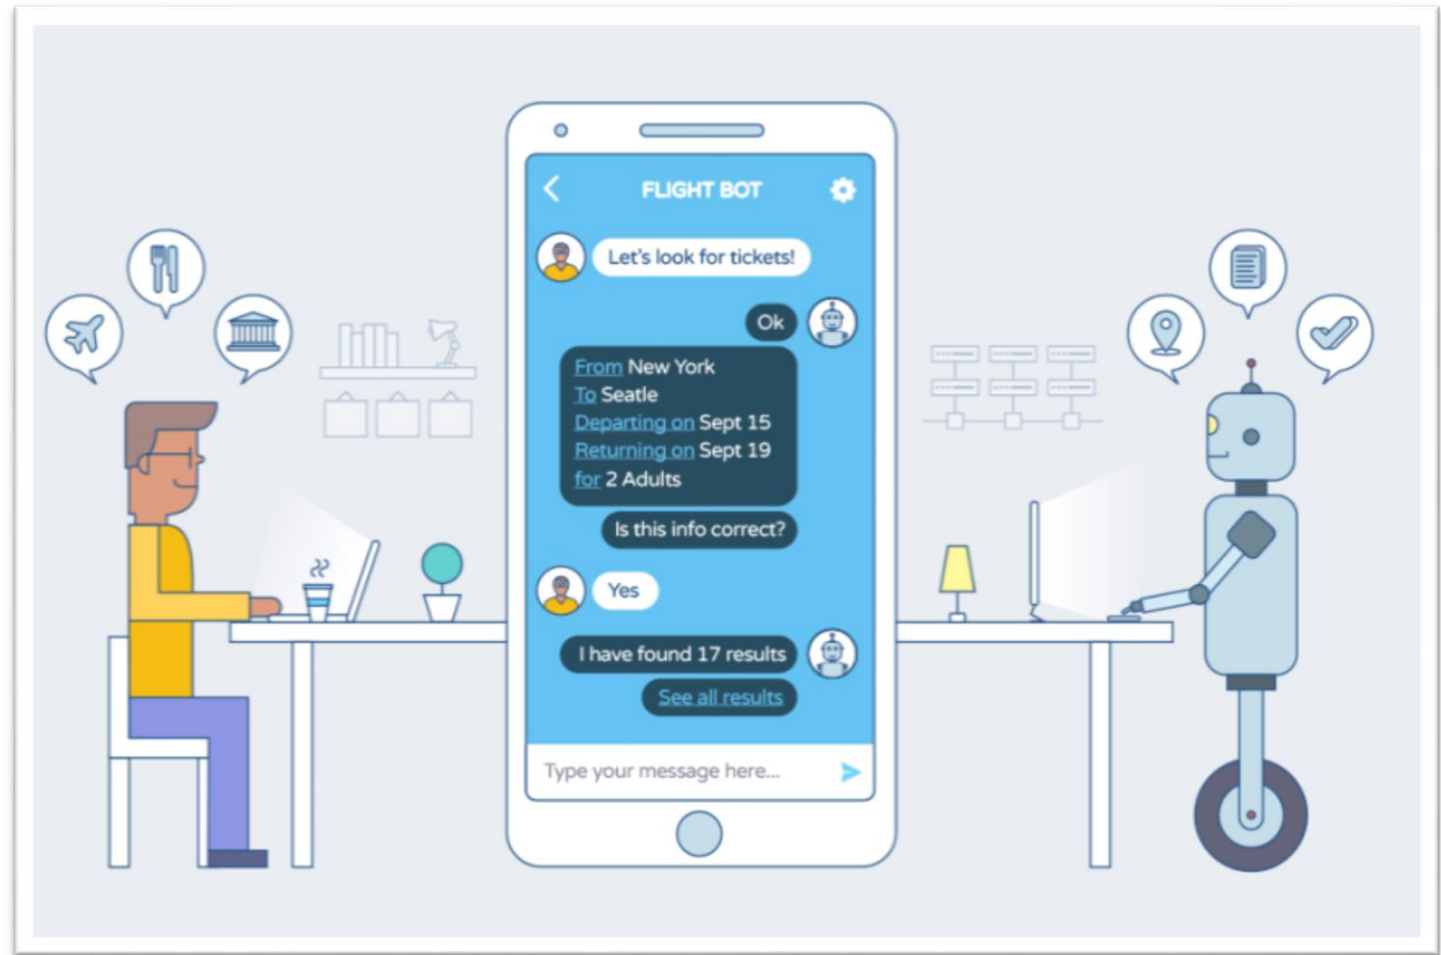 FLIGHT BOT
Let's look for tickets!
Ok
From New York
To Seatle
Departing on Sept 15
Returning on Sept 19
for 2 Adults
Is this info correct?
Yes
I have found 17 results
See all results
Type your message here...